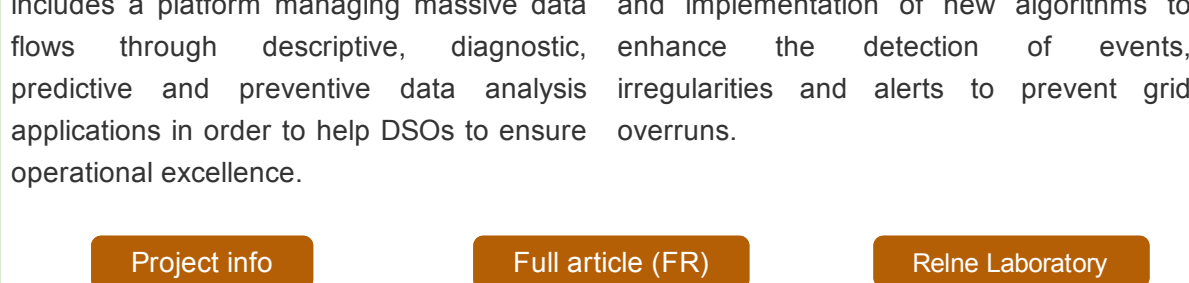 includes a platform managing massive data
flows through descriptive, diagnostic,
predictive and preventive data analysis
applications in order to help DSOs to ensure
operational excellence.
and implementation of new algorithms to
enhance the detection of events,
irregularities and alerts to prevent grid
overruns.
Project info
Full article (FR)
Relne Laboratory